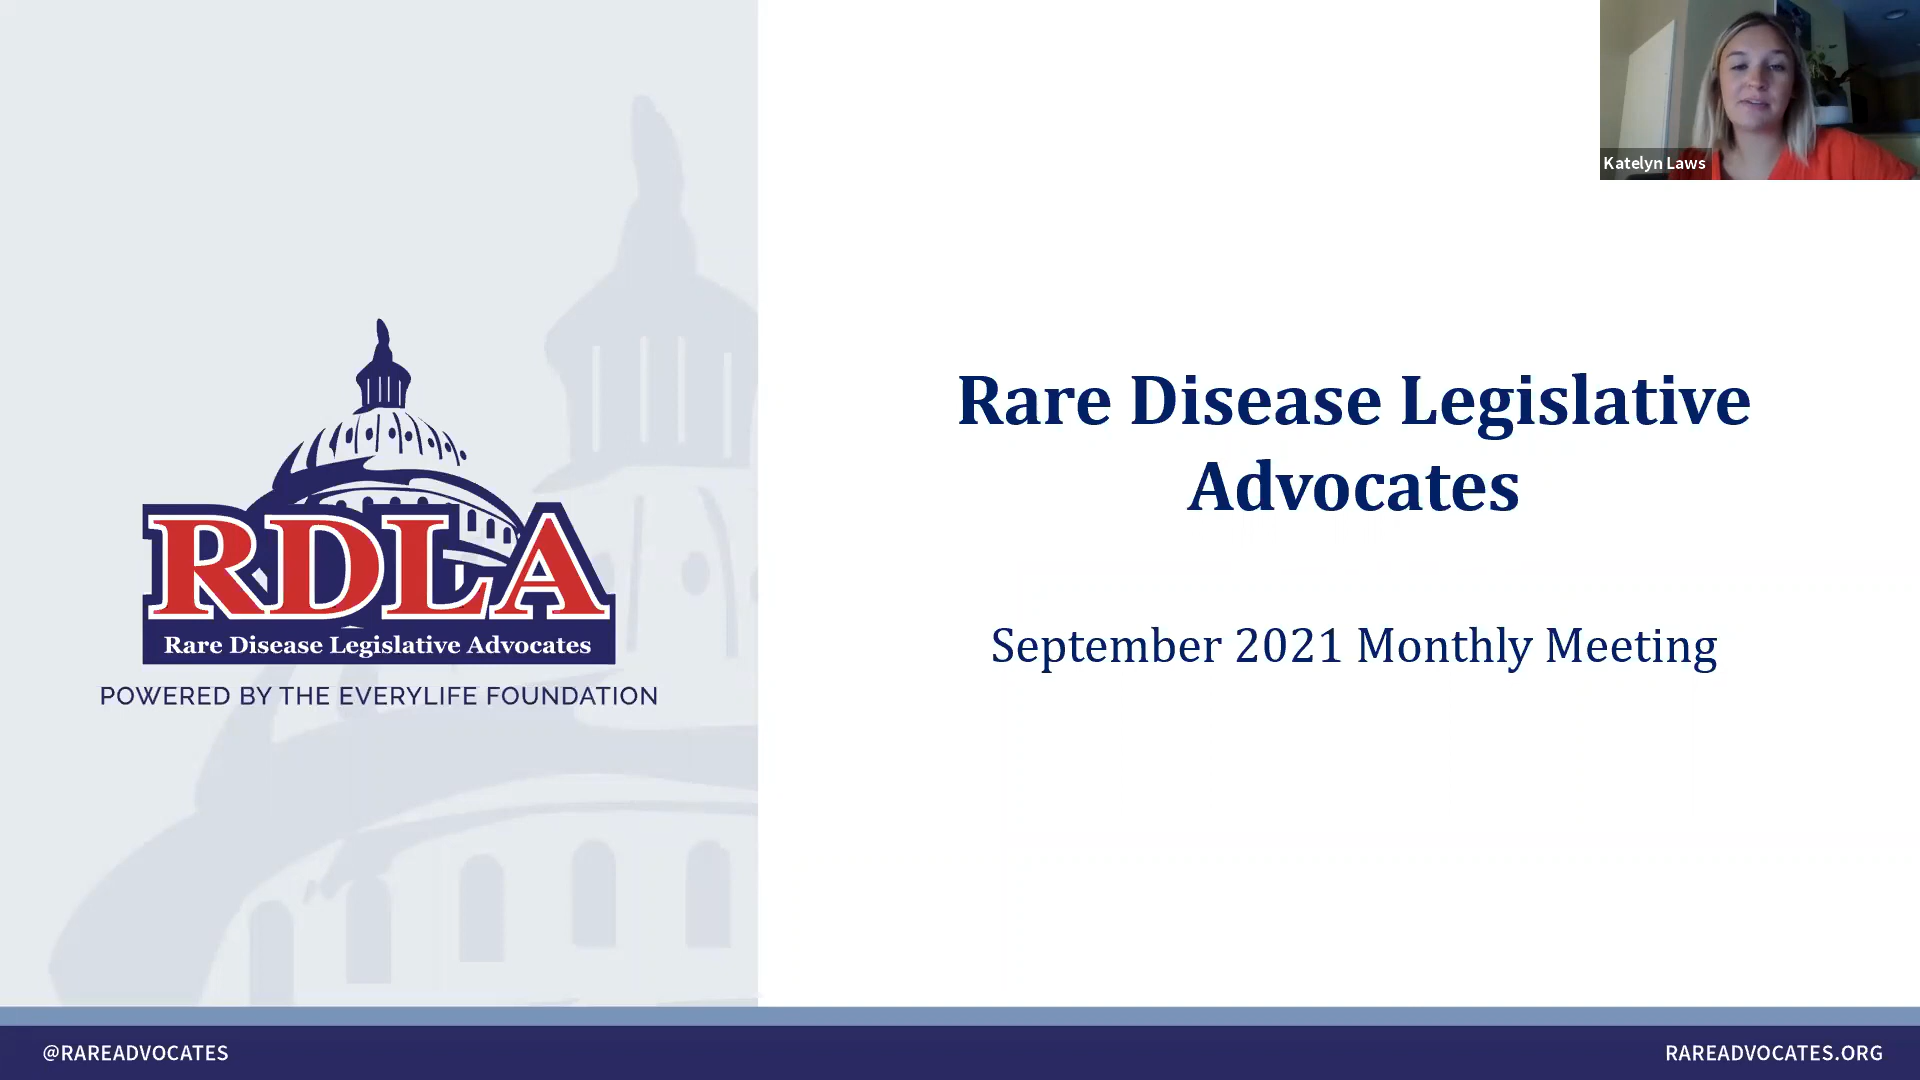 Katelyn Laws
RDLA
Rare Disease Legislative Advocates
POWERED BY THE EVERYLIFE FOUNDATION
Rare Disease Legislative
Advocates
September 2021 Monthly Meeting
@RAREADVOCATES
RAREADVOCATES.ORG